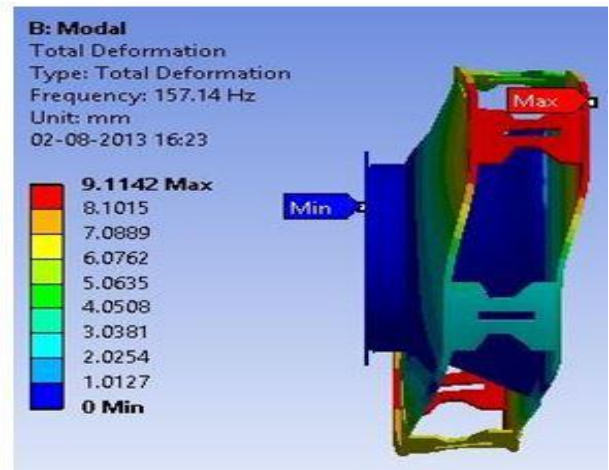 B: Modal
Total Deformation
Type: Total Deformation
Frequency: 157.14 Hz
Unit: mm
02-08-2013 16:23
9.1142 Max
8.1015
7.0889
6.0762
5.0635
4.0508
3.0381
2.0254
1.0127
0 Min
Max
Min